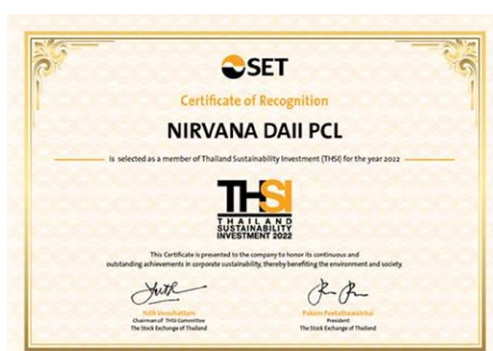 SET
Certificate of Recognition
NIRVANA DAII PCL
is selected as a member of Thailand Sustainability Investment (THSI) for the year 2022
THSI
THAILAND
SUSTAINABILITY
INVESTMENT 2022
This Certificate is presented to the company to honor its continuous and
outstanding achievements in corporate sustainability, thereby benefiting the environment and society.
Chairman of THSI Committee
The Stock Exchange of Thailand
Pakorn Peetathawatchai
President
The Stock Exchange of Thailand